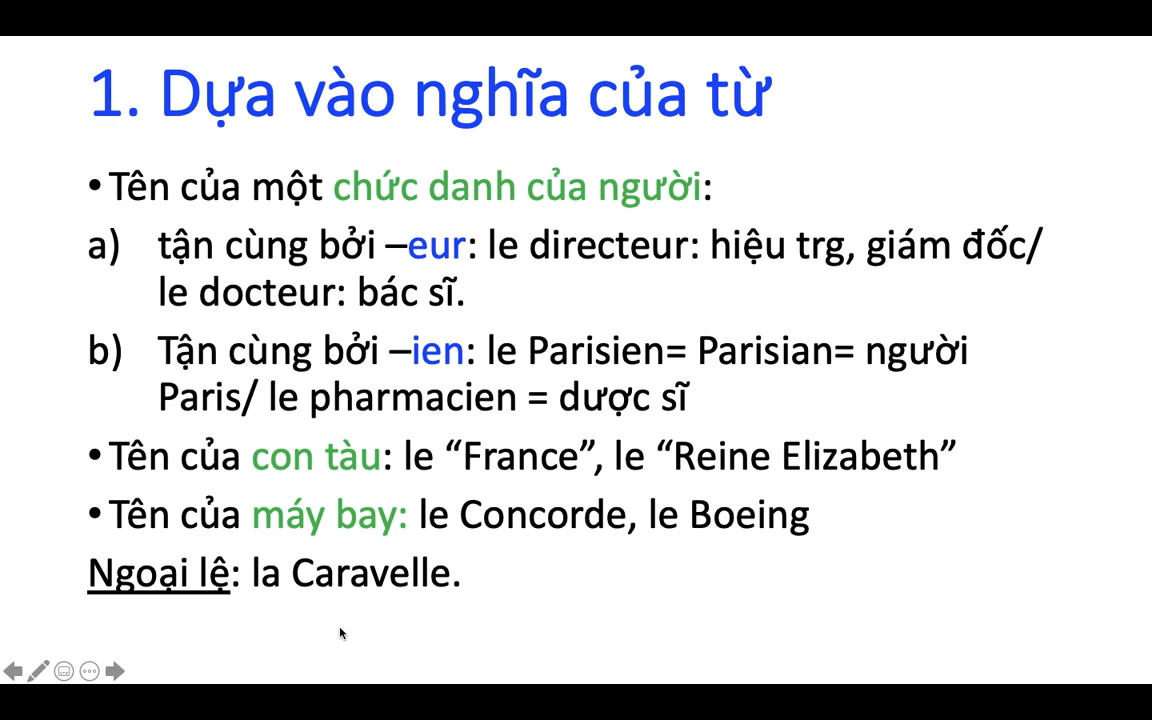 1. Dựa vào nghĩa của từ
• Tên của một chức danh của người:
a) tận cùng bởi –eur: le directeur: hiệu trg, giám đốc/
le docteur: bác sĩ.
b) Tận cùng bởi –ien: le Parisien= Parisian= người
Paris/ le pharmacien = dược sĩ
• Tên của con tàu: le “France”, le “Reine Elizabeth”
• Tên của máy bay: le Concorde, le Boeing
Ngoại lệ: la Caravelle.